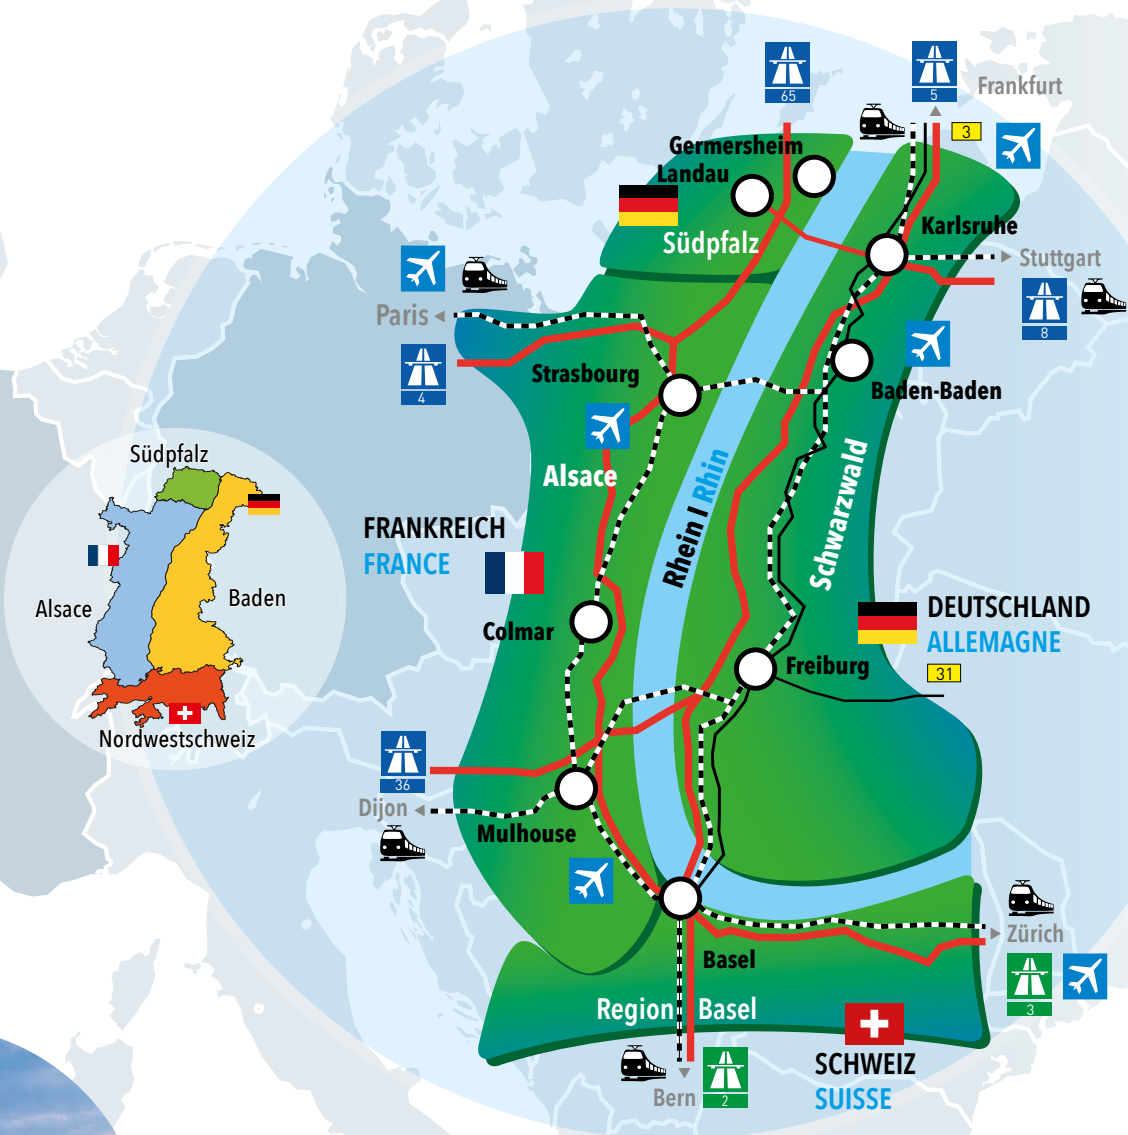 65
5
Frankfurt
3
Germersheim
Landau
Karlsruhe
Südpfalz
Stuttgart
8
Paris
4
Strasbourg
Baden-Baden
Alsace
Rhein | Rhin
Schwarzwald
FRANKREICH
FRANCE
Colmar
DEUTSCHLAND
ALLEMAGNE
31
Freiburg
Südpfalz
Alsace
Baden
Nordwestschweiz
36
Dijon
Mulhouse
Basel
Zürich
3
Region Basel
SCHWEIZ
SUISSE
Bern
2